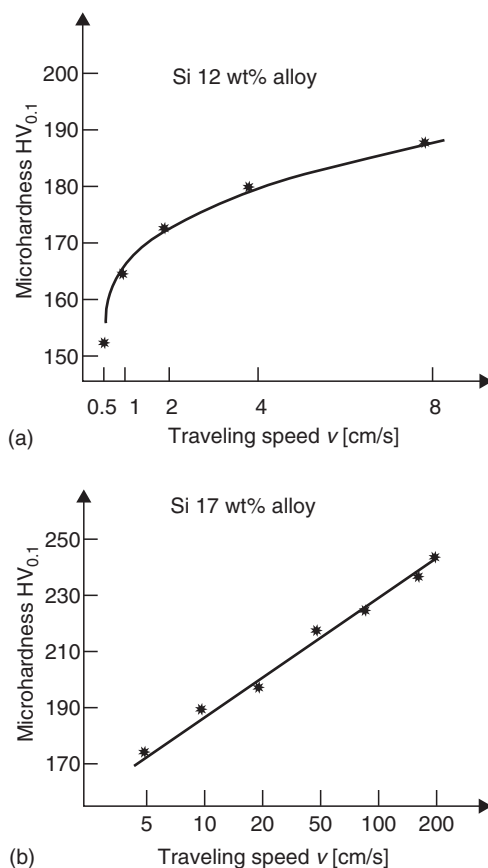 Si 12 wt% alloy
Microhardness HV0.1
200
190
180
170
160
150
0.5 1 2 4 8
(a) Traveling speed v [cm/s]
Si 17 wt% alloy
Microhardness HV0.1
250
230
210
190
170
5 10 20 50 100 200
(b) Traveling speed v [cm/s]